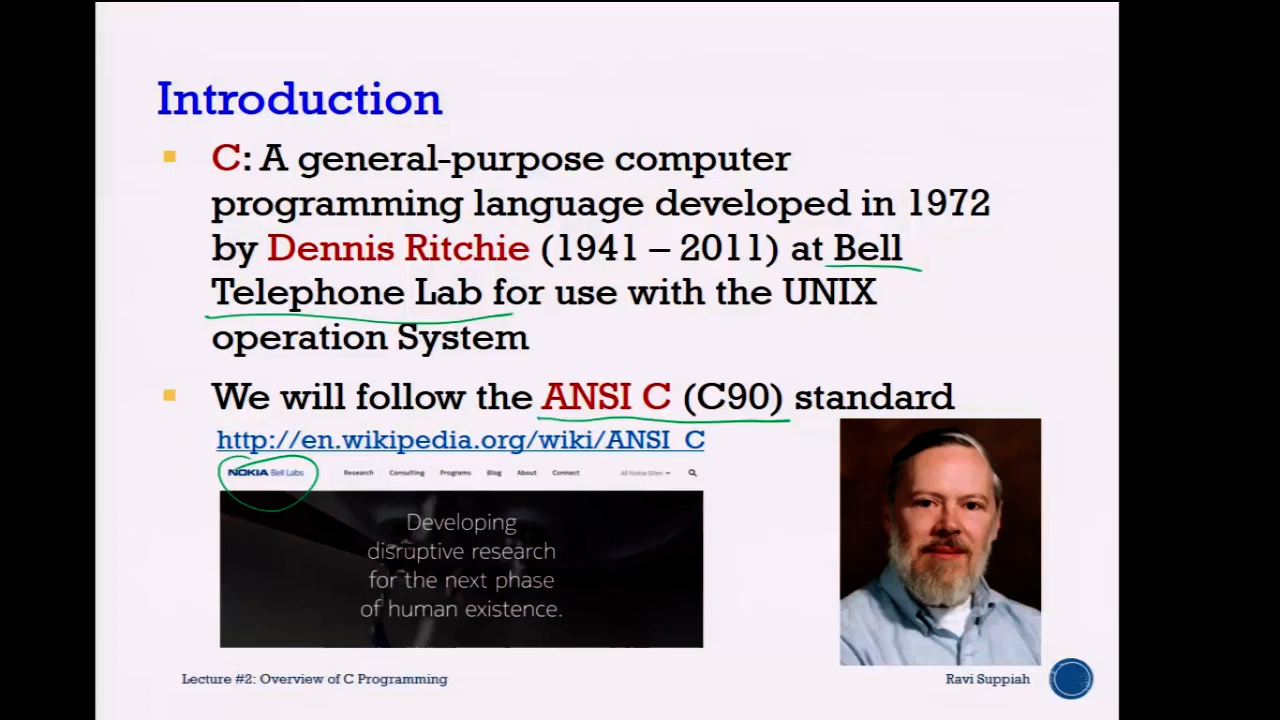 Introduction
C: A general-purpose computer
programming language developed in 1972
by Dennis Ritchie (1941 – 2011) at Bell
Telephone Lab for use with the UNIX
operation System
We will follow the ANSI C (C90) standard
http://en.wikipedia.org/wiki/ANSI_C
NOKIA Bell Labs Research Consulting Programs Blog About Connect All Nokia Sites
Developing
disruptive research
for the next phase
of human existence.
Lecture #2: Overview of C Programming Ravi Suppiah